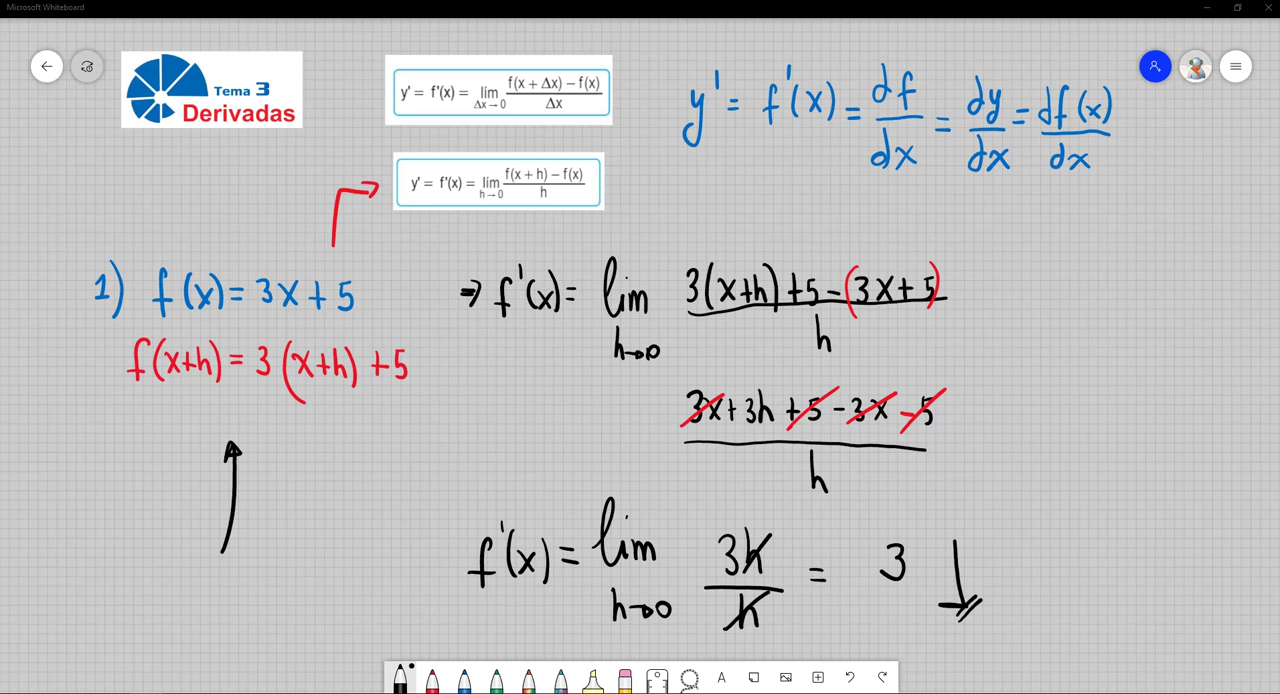 Microsoft Whiteboard
Tema 3
Derivadas
y' = f'(x) = lim Δx→0 f(x + Δx) − f(x) / Δx
y' = f'(x) = df/dx = dy/dx = df(x)/dx
y' = f'(x) = lim h→0 f(x + h) − f(x) / h
1) f(x) = 3x + 5
f(x+h) = 3(x+h) + 5
⇒ f'(x) = lim h→0 3(x+h) + 5 − (3x + 5) / h
3x + 3h + 5 − 3x − 5 / h
f'(x) = lim h→0 3h / h = 3
A